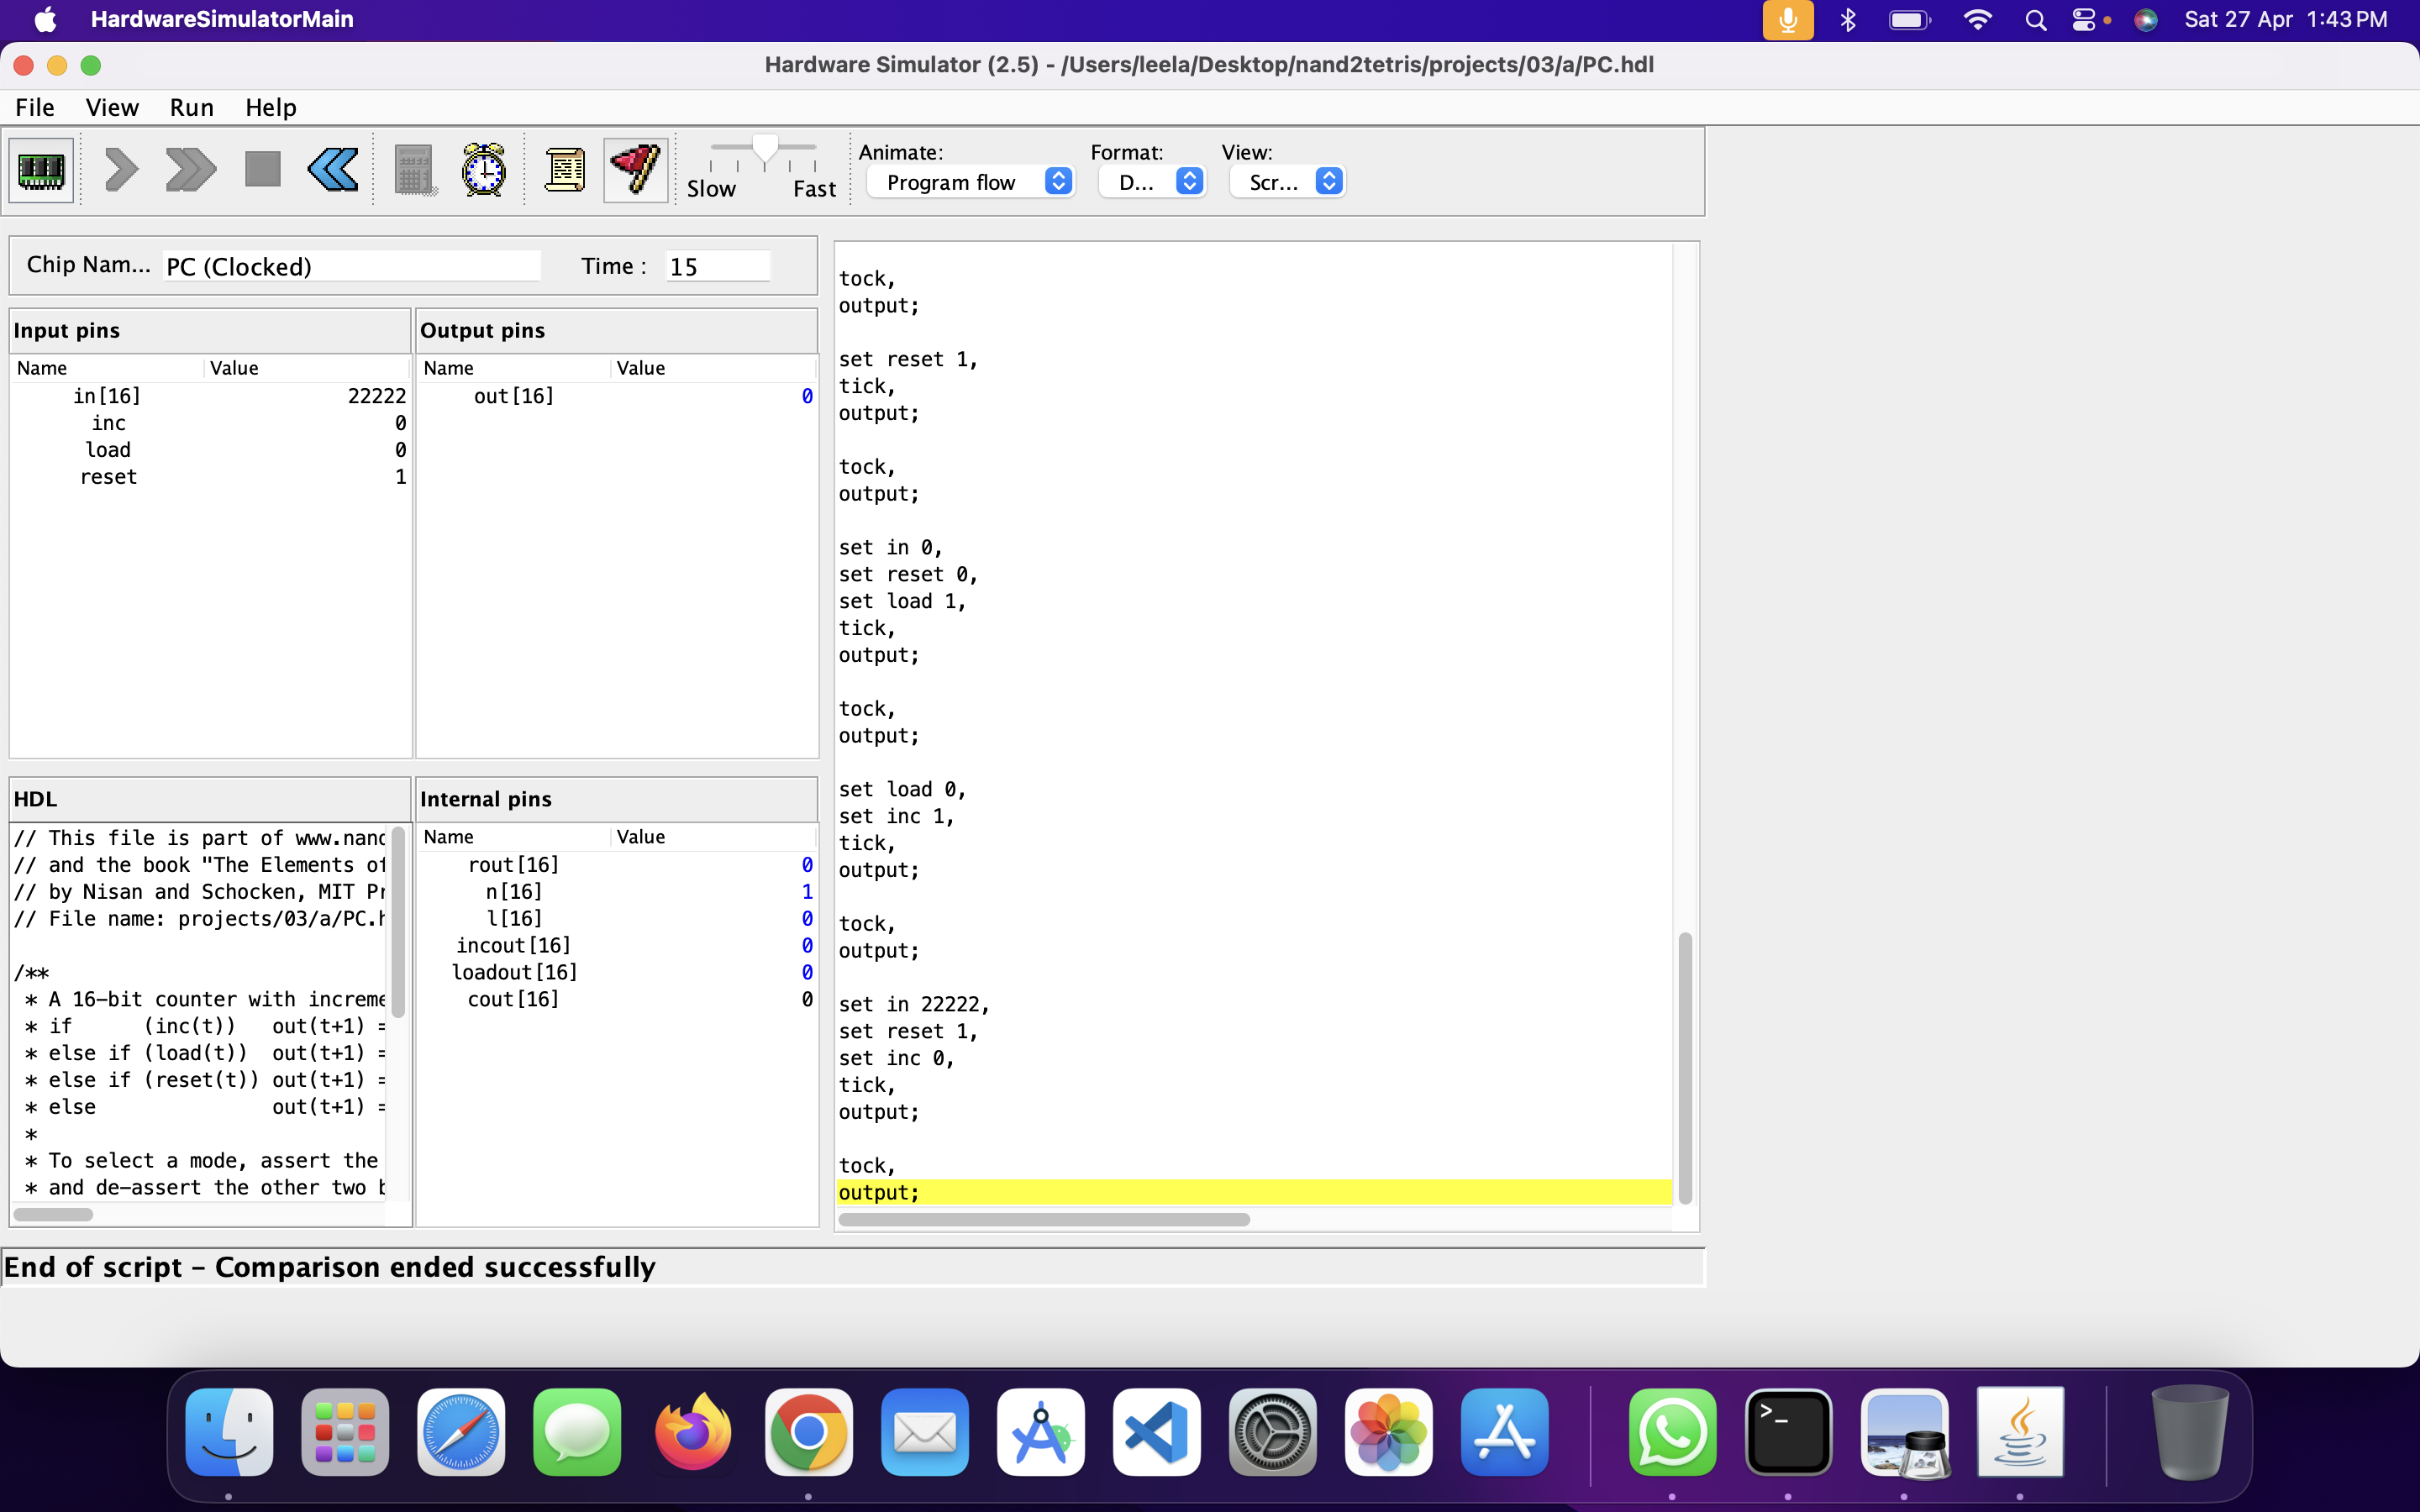 HardwareSimulatorMain
Sat 27 Apr 1:43 PM
Hardware Simulator (2.5) - /Users/leela/Desktop/nand2tetris/projects/03/a/PC.hdl
File View Run Help
Animate: Format: View:
Slow Fast Program flow D... Scr...
Chip Nam... PC (Clocked) Time : 15
Input pins
Name Value
in[16] 22222
inc 0
load 0
reset 1
Output pins
Name Value
out[16] 0
HDL
// This file is part of www.nand
// and the book "The Elements of
// by Nisan and Schocken, MIT Pr
// File name: projects/03/a/PC.h
/**
* A 16-bit counter with increme
* if (inc(t)) out(t+1) =
* else if (load(t)) out(t+1) =
* else if (reset(t)) out(t+1) =
* else out(t+1) =
*
* To select a mode, assert the
* and de-assert the other two b
Internal pins
Name Value
rout[16] 0
n[16] 1
l[16] 0
incout[16] 0
loadout[16] 0
cout[16] 0
tock,
output;
set reset 1,
tick,
output;
tock,
output;
set in 0,
set reset 0,
set load 1,
tick,
output;
tock,
output;
set load 0,
set inc 1,
tick,
output;
tock,
output;
set in 22222,
set reset 1,
set inc 0,
tick,
output;
tock,
output;
End of script - Comparison ended successfully